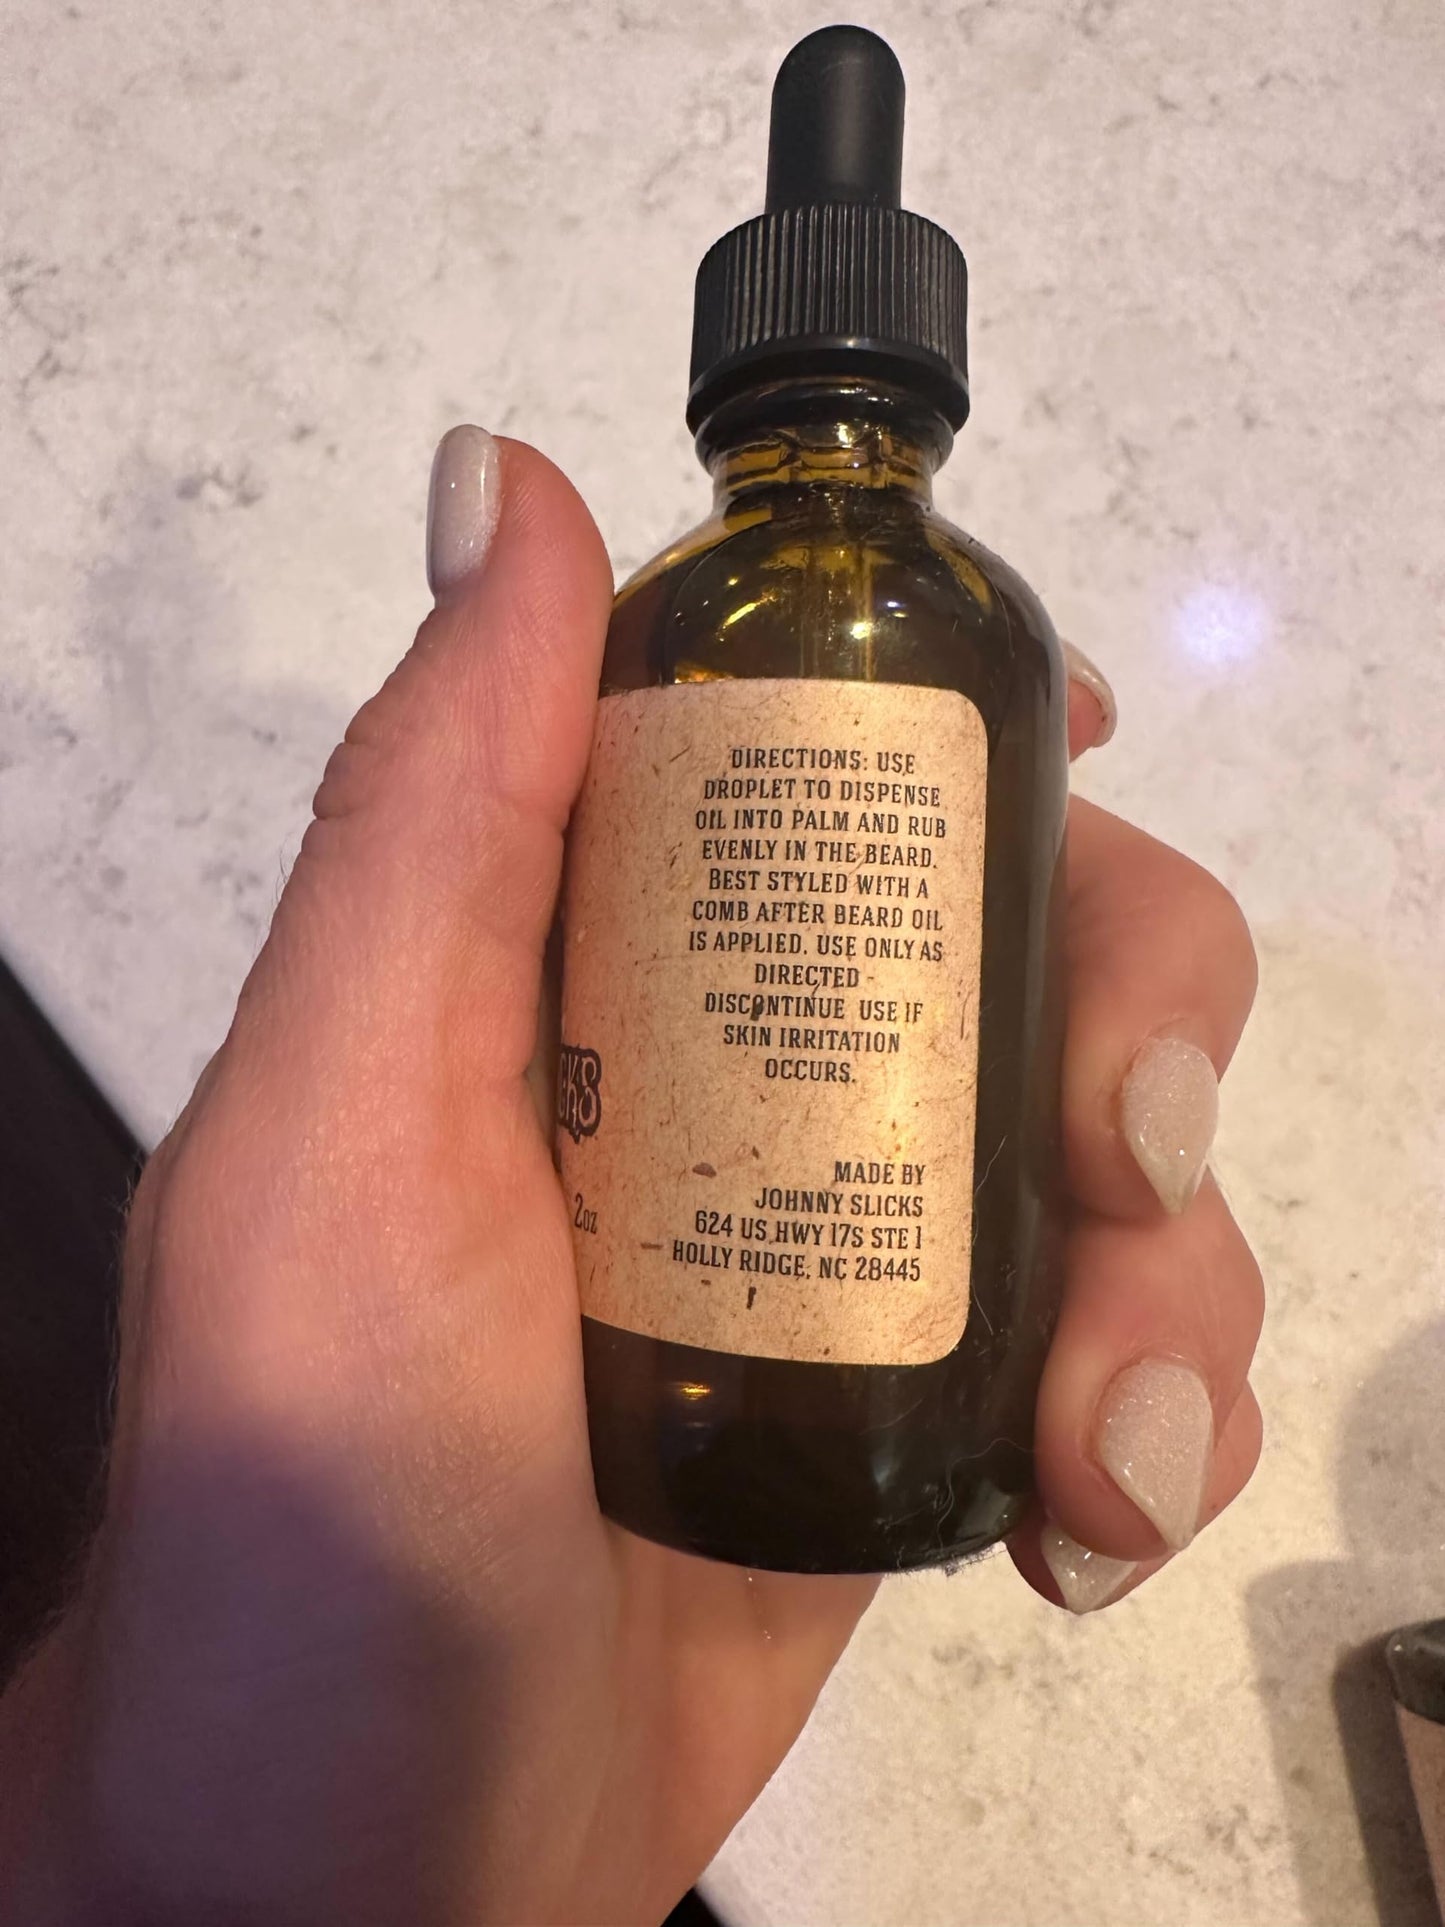 DIRECTIONS: USE
DROPLET TO DISPENSE
OIL INTO PALM AND RUB
EVENLY IN THE BEARD.
BEST STYLED WITH A
COMB AFTER BEARD OIL
IS APPLIED. USE ONLY AS
DIRECTED -
DISCONTINUE USE IF
SKIN IRRITATION
OCCURS.
CKS
2oz
MADE BY
JOHNNY SLICKS
624 US HWY 17S STE 1
HOLLY RIDGE, NC 28445